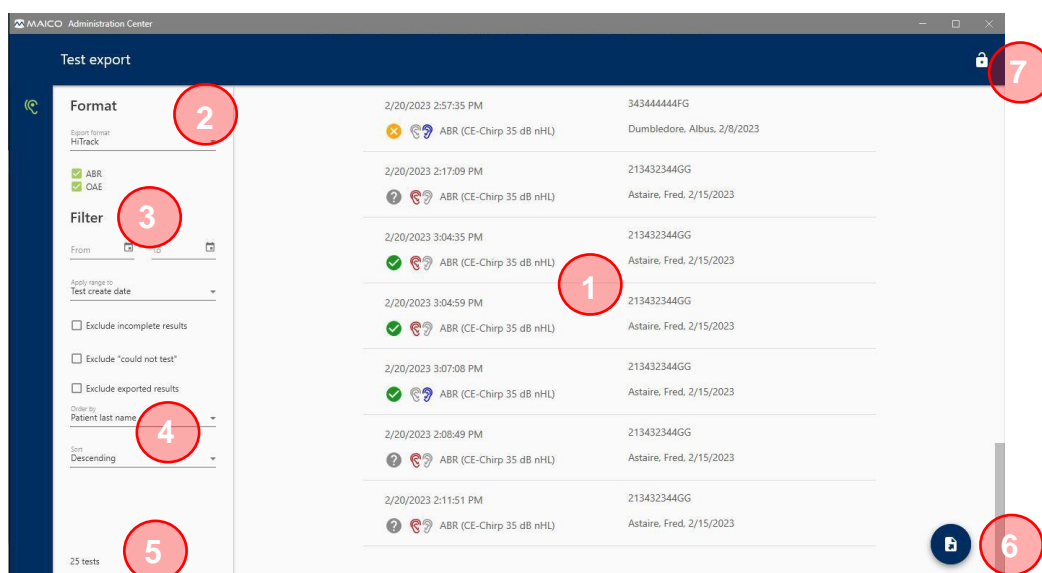 MAICO Administration Center
Test export
7
Format
2
Export format
HiTrack
ABR
OAE
Filter
3
From
To
Apply range to
Test create date
Exclude incomplete results
Exclude "could not test"
Exclude exported results
Order by
Patient last name
4
Sort
Descending
5
25 tests
2/20/2023 2:57:35 PM 343444444FG
ABR (CE-Chirp 35 dB nHL) Dumbledore, Albus, 2/8/2023
2/20/2023 2:17:09 PM 213432344GG
ABR (CE-Chirp 35 dB nHL) Astaire, Fred, 2/15/2023
2/20/2023 3:04:35 PM 213432344GG
ABR (CE-Chirp 35 dB nHL) Astaire, Fred, 2/15/2023
1
2/20/2023 3:04:59 PM 213432344GG
ABR (CE-Chirp 35 dB nHL) Astaire, Fred, 2/15/2023
2/20/2023 3:07:08 PM 213432344GG
ABR (CE-Chirp 35 dB nHL) Astaire, Fred, 2/15/2023
2/20/2023 2:08:49 PM 213432344GG
ABR (CE-Chirp 35 dB nHL) Astaire, Fred, 2/15/2023
2/20/2023 2:11:51 PM 213432344GG
ABR (CE-Chirp 35 dB nHL) Astaire, Fred, 2/15/2023
6